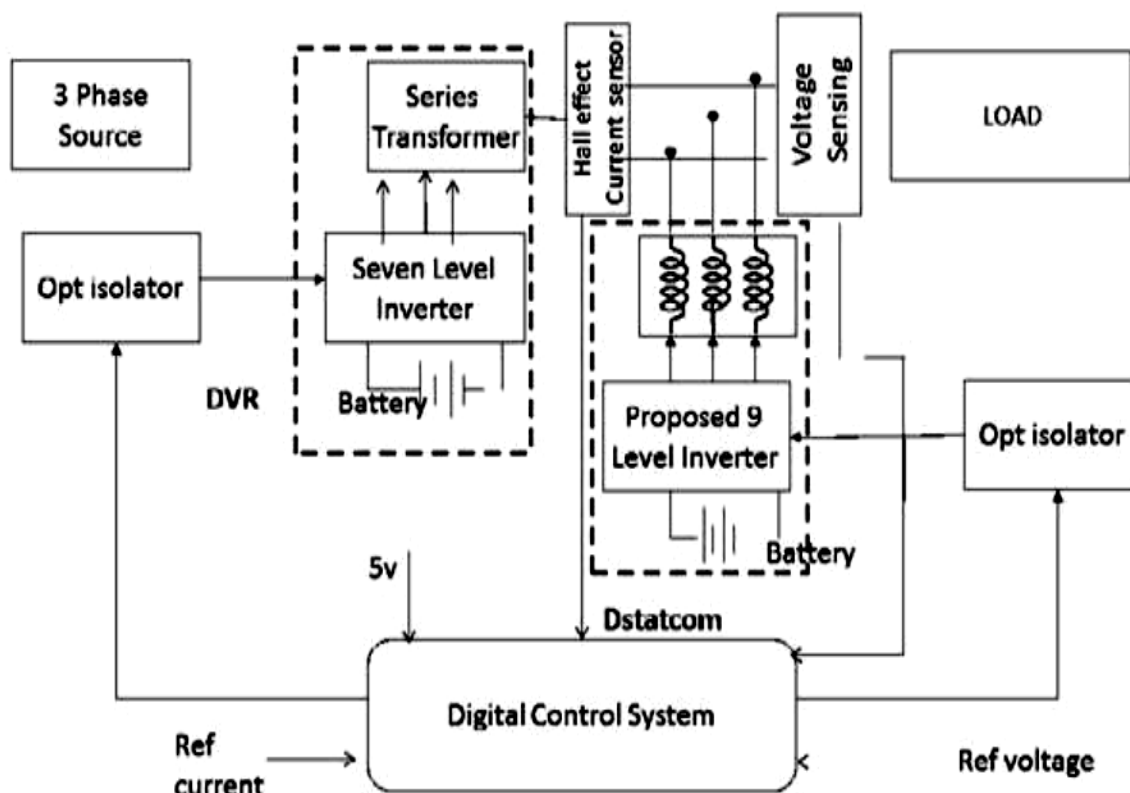 3 Phase
Source
Series
Transformer
Hall effect
Current sensor
Voltage
Sensing
LOAD
Opt isolator
Seven Level
Inverter
DVR
Battery
Proposed 9
Level Inverter
Opt isolator
Battery
5v
Dstatcom
Digital Control System
Ref
current
Ref voltage